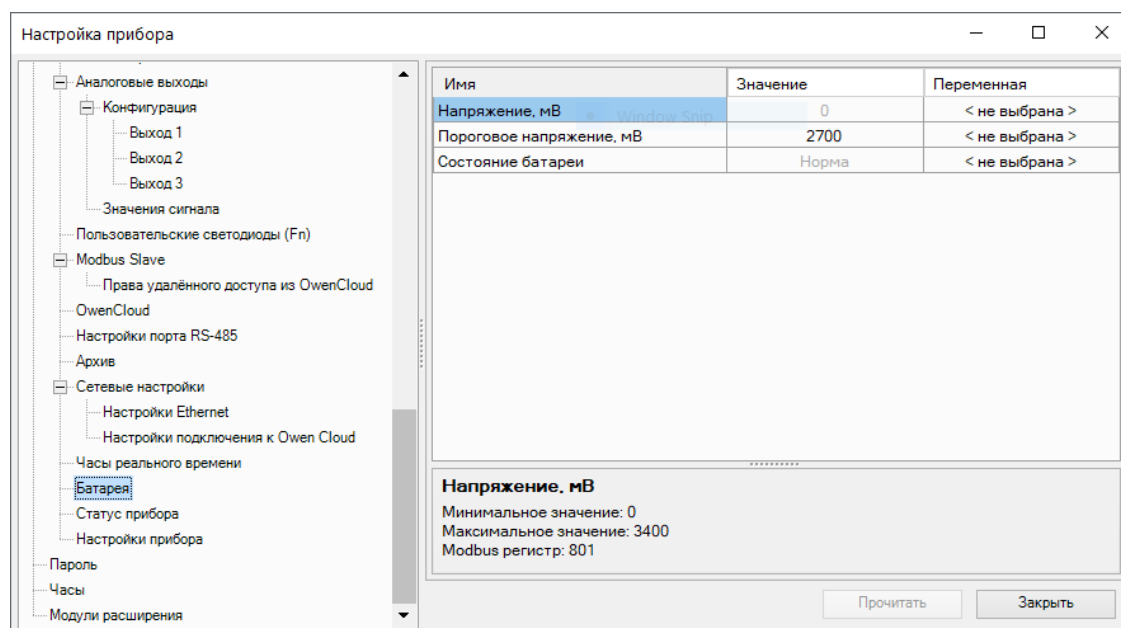 Настройка прибора
Аналоговые выходы
Конфигурация
Выход 1
Выход 2
Выход 3
Значения сигнала
Пользовательские светодиоды (Fn)
Modbus Slave
Права удалённого доступа из OwenCloud
OwenCloud
Настройки порта RS-485
Архив
Сетевые настройки
Настройки Ethernet
Настройки подключения к Owen Cloud
Часы реального времени
Батарея
Статус прибора
Настройки прибора
Пароль
Часы
Модули расширения
Имя Значение Переменная
Напряжение, мВ 0 < не выбрана >
Window Snip
Пороговое напряжение, мВ 2700 < не выбрана >
Состояние батареи Норма < не выбрана >
Напряжение, мВ
Минимальное значение: 0
Максимальное значение: 3400
Modbus регистр: 801
Прочитать Закрыть